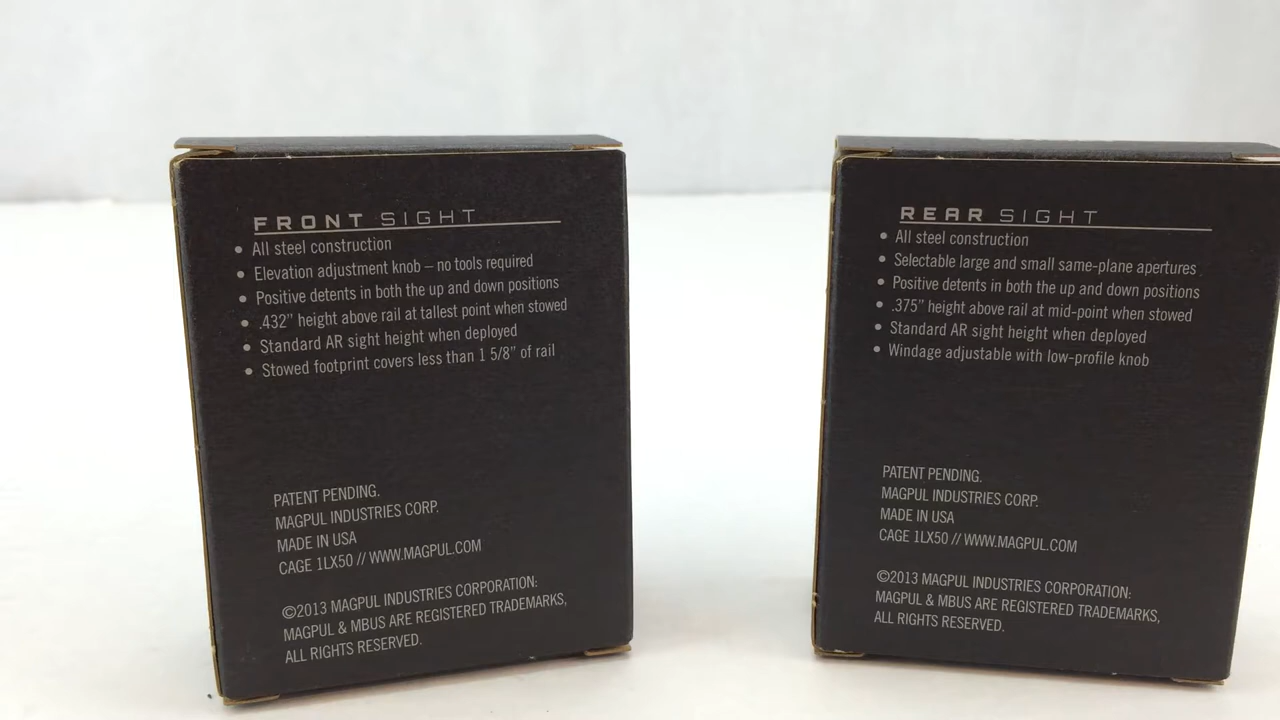 FRONT SIGHT
• All steel construction
• Elevation adjustment knob – no tools required
• Positive detents in both the up and down positions
• .432” height above rail at tallest point when stowed
• Standard AR sight height when deployed
• Stowed footprint covers less than 1 5/8” of rail
PATENT PENDING.
MAGPUL INDUSTRIES CORP.
MADE IN USA
CAGE 1LX50 // WWW.MAGPUL.COM
©2013 MAGPUL INDUSTRIES CORPORATION:
MAGPUL & MBUS ARE REGISTERED TRADEMARKS,
ALL RIGHTS RESERVED.
REAR SIGHT
• All steel construction
• Selectable large and small same-plane apertures
• Positive detents in both the up and down positions
• .375” height above rail at mid-point when stowed
• Standard AR sight height when deployed
• Windage adjustable with low-profile knob
PATENT PENDING.
MAGPUL INDUSTRIES CORP.
MADE IN USA
CAGE 1LX50 // WWW.MAGPUL.COM
©2013 MAGPUL INDUSTRIES CORPORATION:
MAGPUL & MBUS ARE REGISTERED TRADEMARKS,
ALL RIGHTS RESERVED.